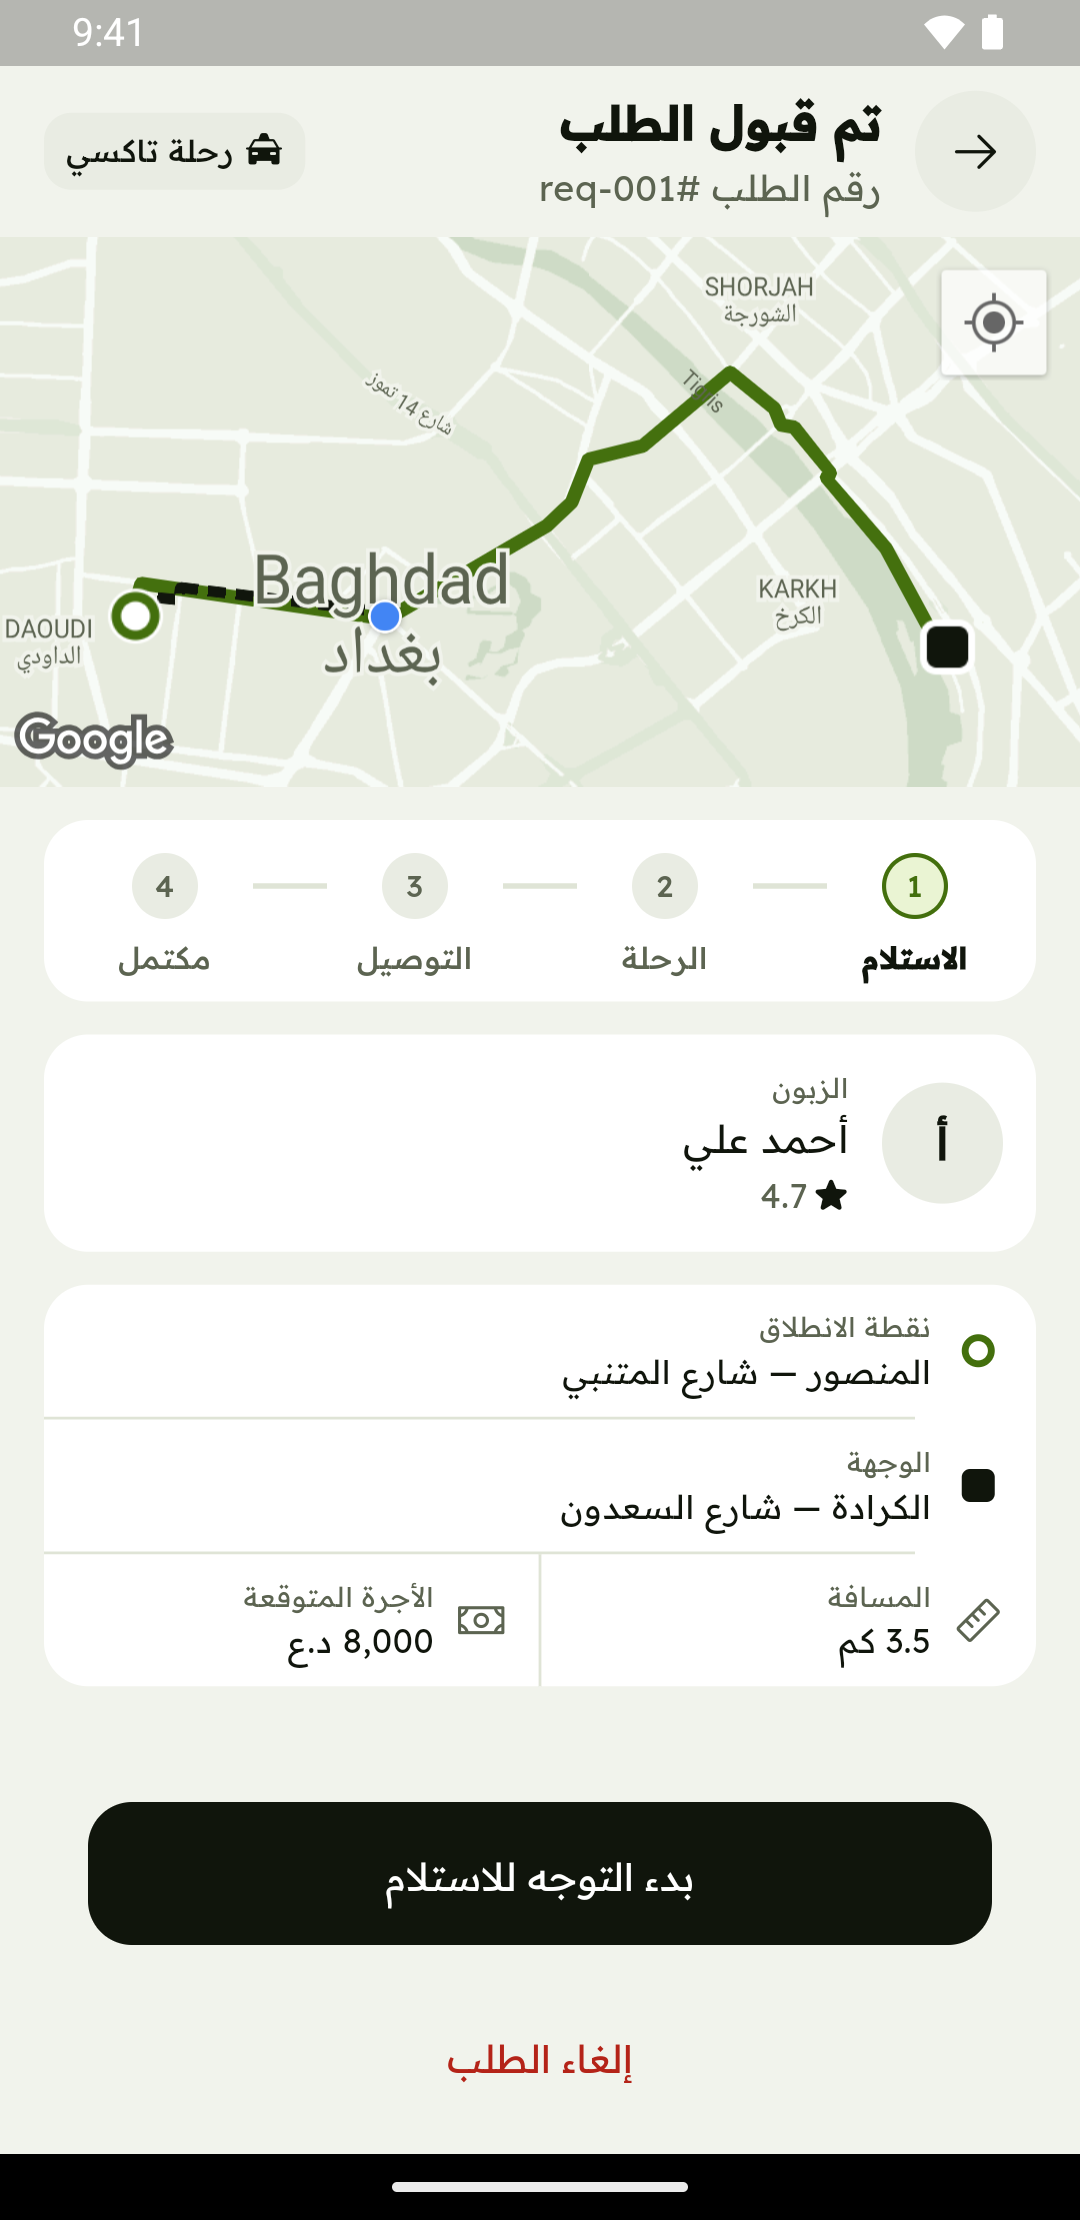 9:41
تم قبول الطلب
رقم الطلب #req-001
رحلة تاكسي
SHORJAH
الشورجة
شارع 14 تموز
Tigris
Baghdad
بغداد
KARKH
الكرخ
DAOUDI
الداودي
Google
1
2
3
4
الاستلام
الرحلة
التوصيل
مكتمل
أ
الزبون
أحمد علي
4.7
نقطة الانطلاق
المنصور — شارع المتنبي
الوجهة
الكرادة — شارع السعدون
المسافة
3.5 كم
الأجرة المتوقعة
8,000 د.ع
بدء التوجه للاستلام
إلغاء الطلب